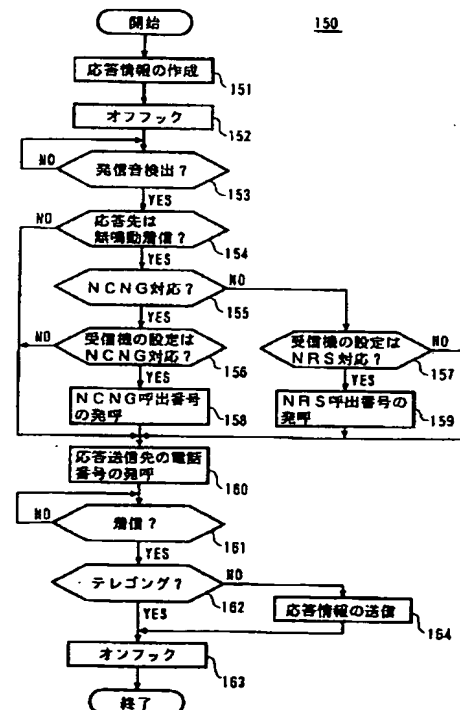 開始
150
応答情報の作成
151
オフフック
152
NO
発信音検出?
153
YES
NO
応答先は
無鳴動着信?
154
YES
NCNG対応?
NO
155
YES
NO
受信機の設定は
NCNG対応?
156
受信機の設定は
NRS対応?
NO
157
YES
YES
NCNG呼出番号
の発呼
158
NRS呼出番号の
発呼
159
応答送信先の電話
番号の発呼
160
NO
着信?
161
YES
テレゴング?
NO
162
YES
応答情報の送信
164
オンフック
163
終了